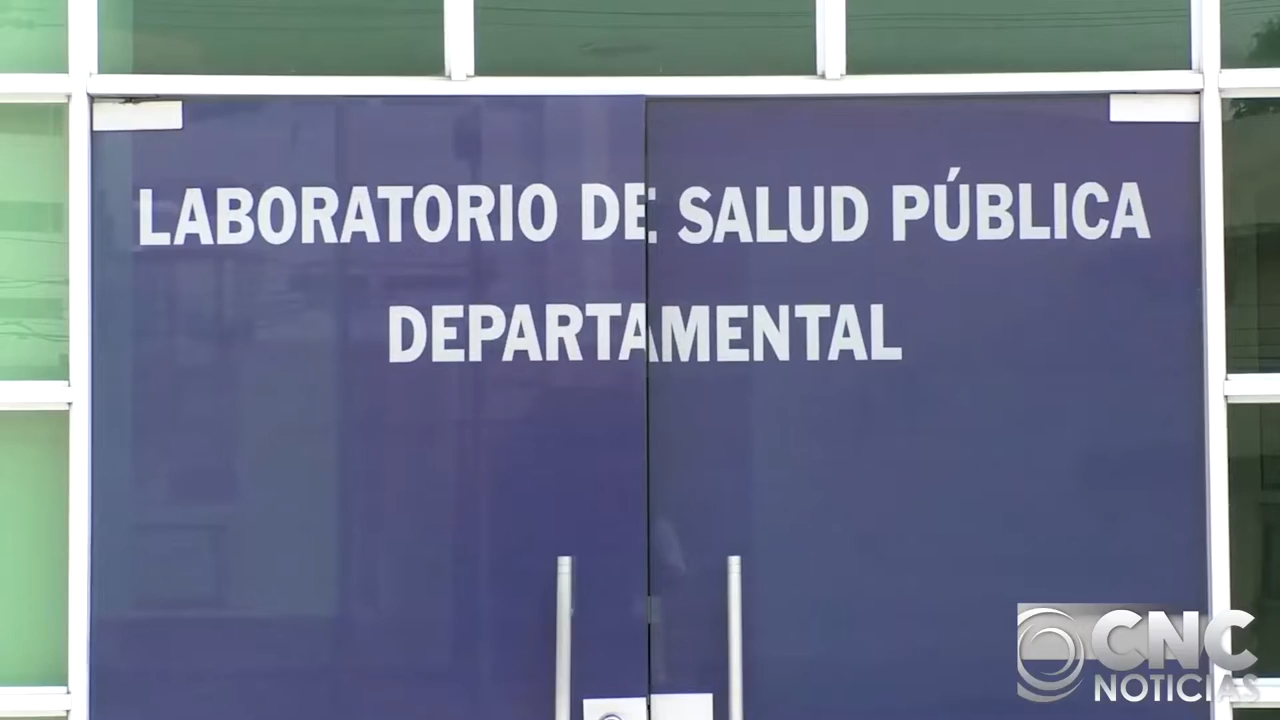 LABORATORIO DE SALUD PÚBLICA
DEPARTAMENTAL
CNC
NOTICIAS